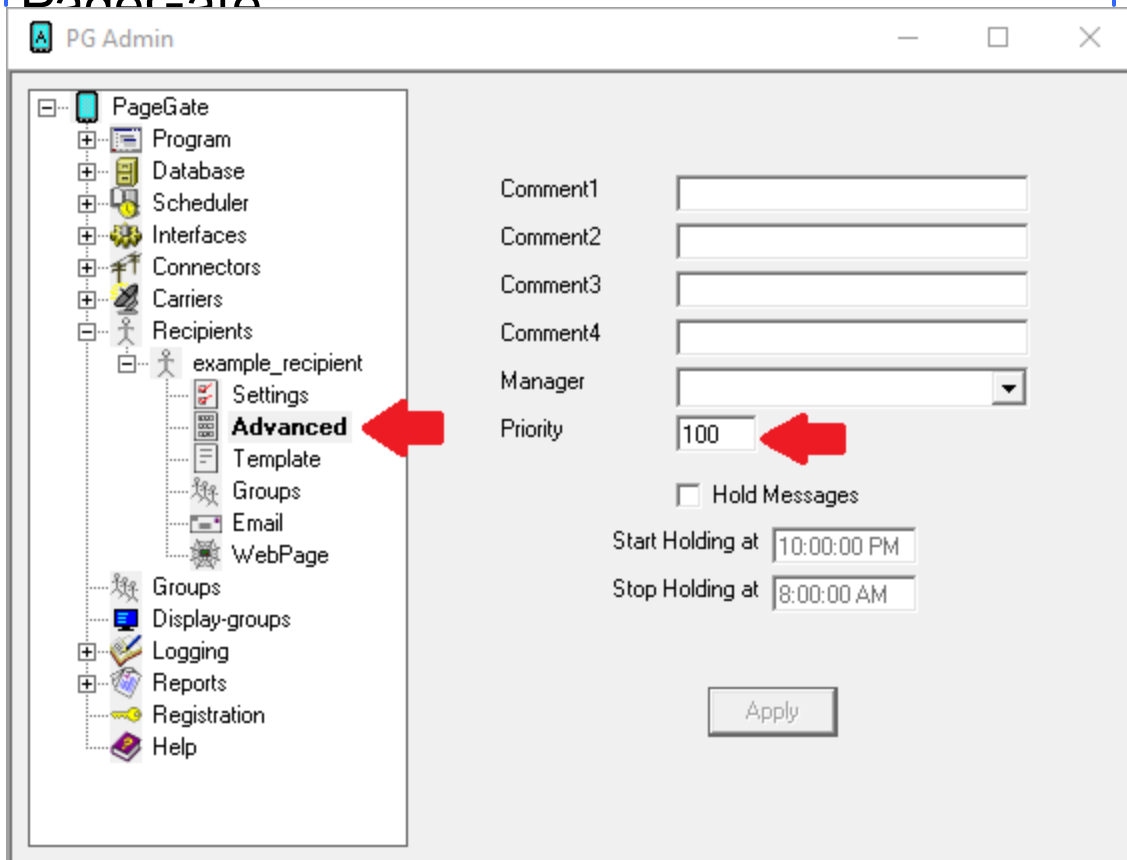 PagerGate
PG Admin
PageGate
Program
Database
Scheduler
Interfaces
Connectors
Carriers
Recipients
example_recipient
Settings
Advanced
Template
Groups
Email
WebPage
Groups
Display-groups
Logging
Reports
Registration
Help
Comment1
Comment2
Comment3
Comment4
Manager
Priority 100
Hold Messages
Start Holding at 10:00:00 PM
Stop Holding at 8:00:00 AM
Apply